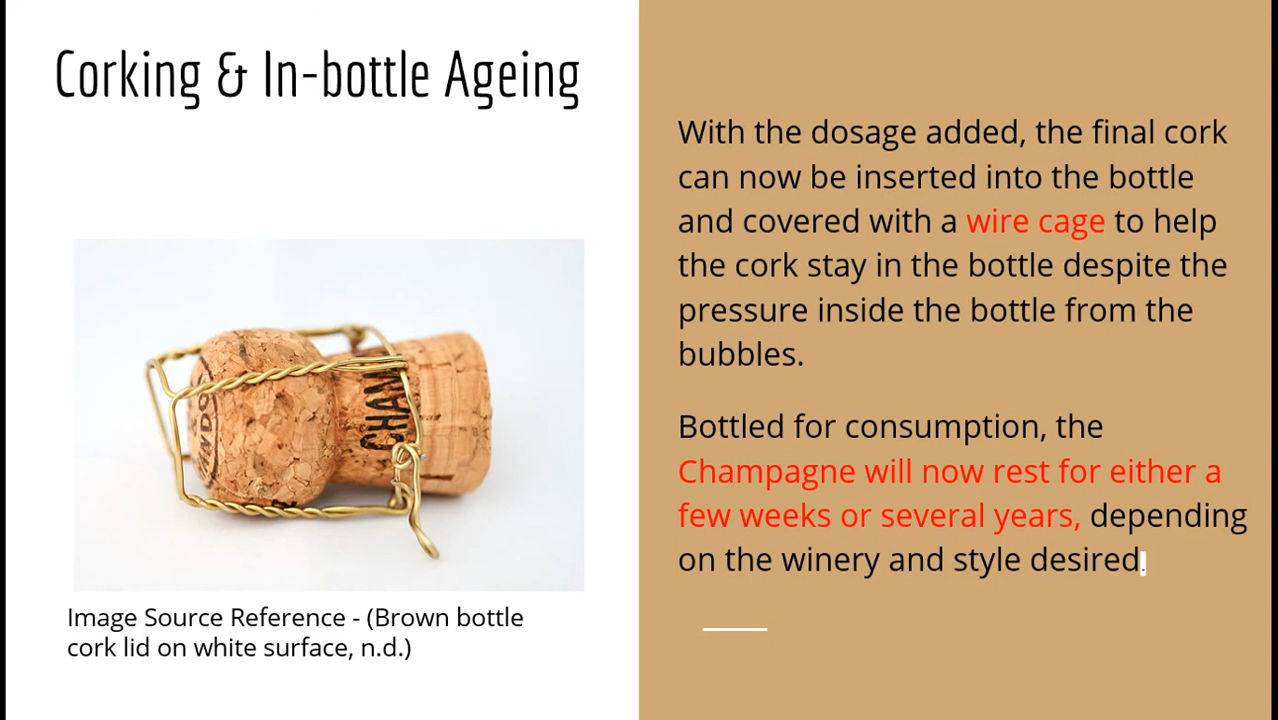 Corking & In-bottle Ageing
With the dosage added, the final cork
can now be inserted into the bottle
and covered with a wire cage to help
the cork stay in the bottle despite the
pressure inside the bottle from the
bubbles.
Bottled for consumption, the
Champagne will now rest for either a
few weeks or several years, depending
on the winery and style desired.
CHAM
Image Source Reference - (Brown bottle
cork lid on white surface, n.d.)